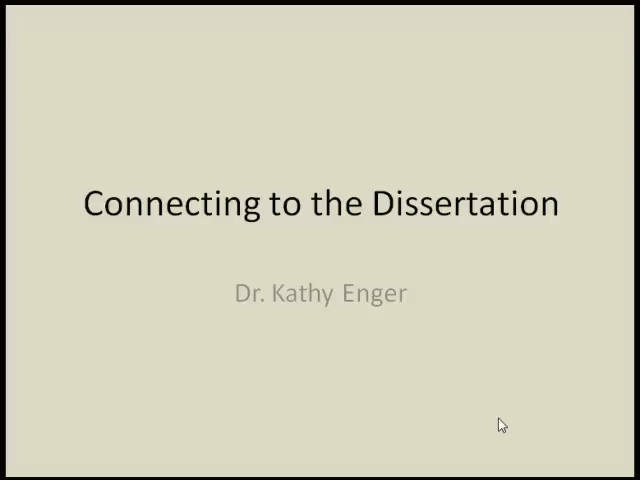 Connecting to the Dissertation
Dr. Kathy Enger